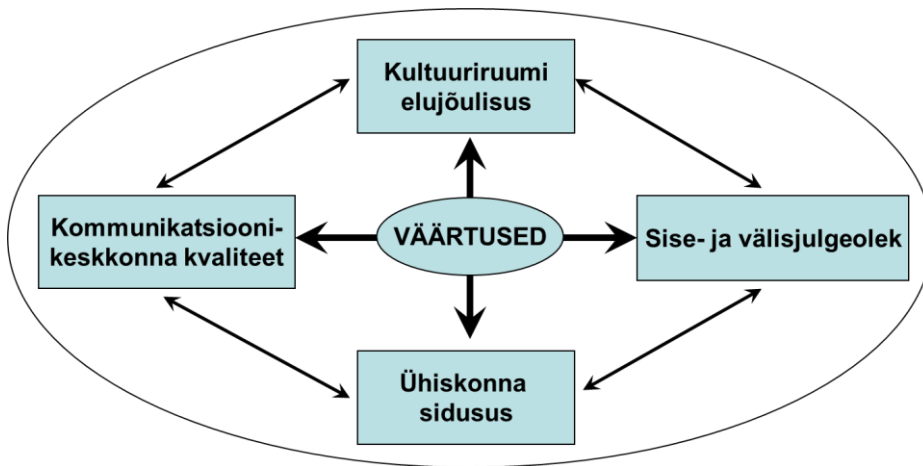 Kultuuriruumi
elujõulisus
Kommunikatsiooni-
keskkonna kvaliteet
VÄÄRTUSED
Sise- ja välisjulgeolek
Ühiskonna
sidusus